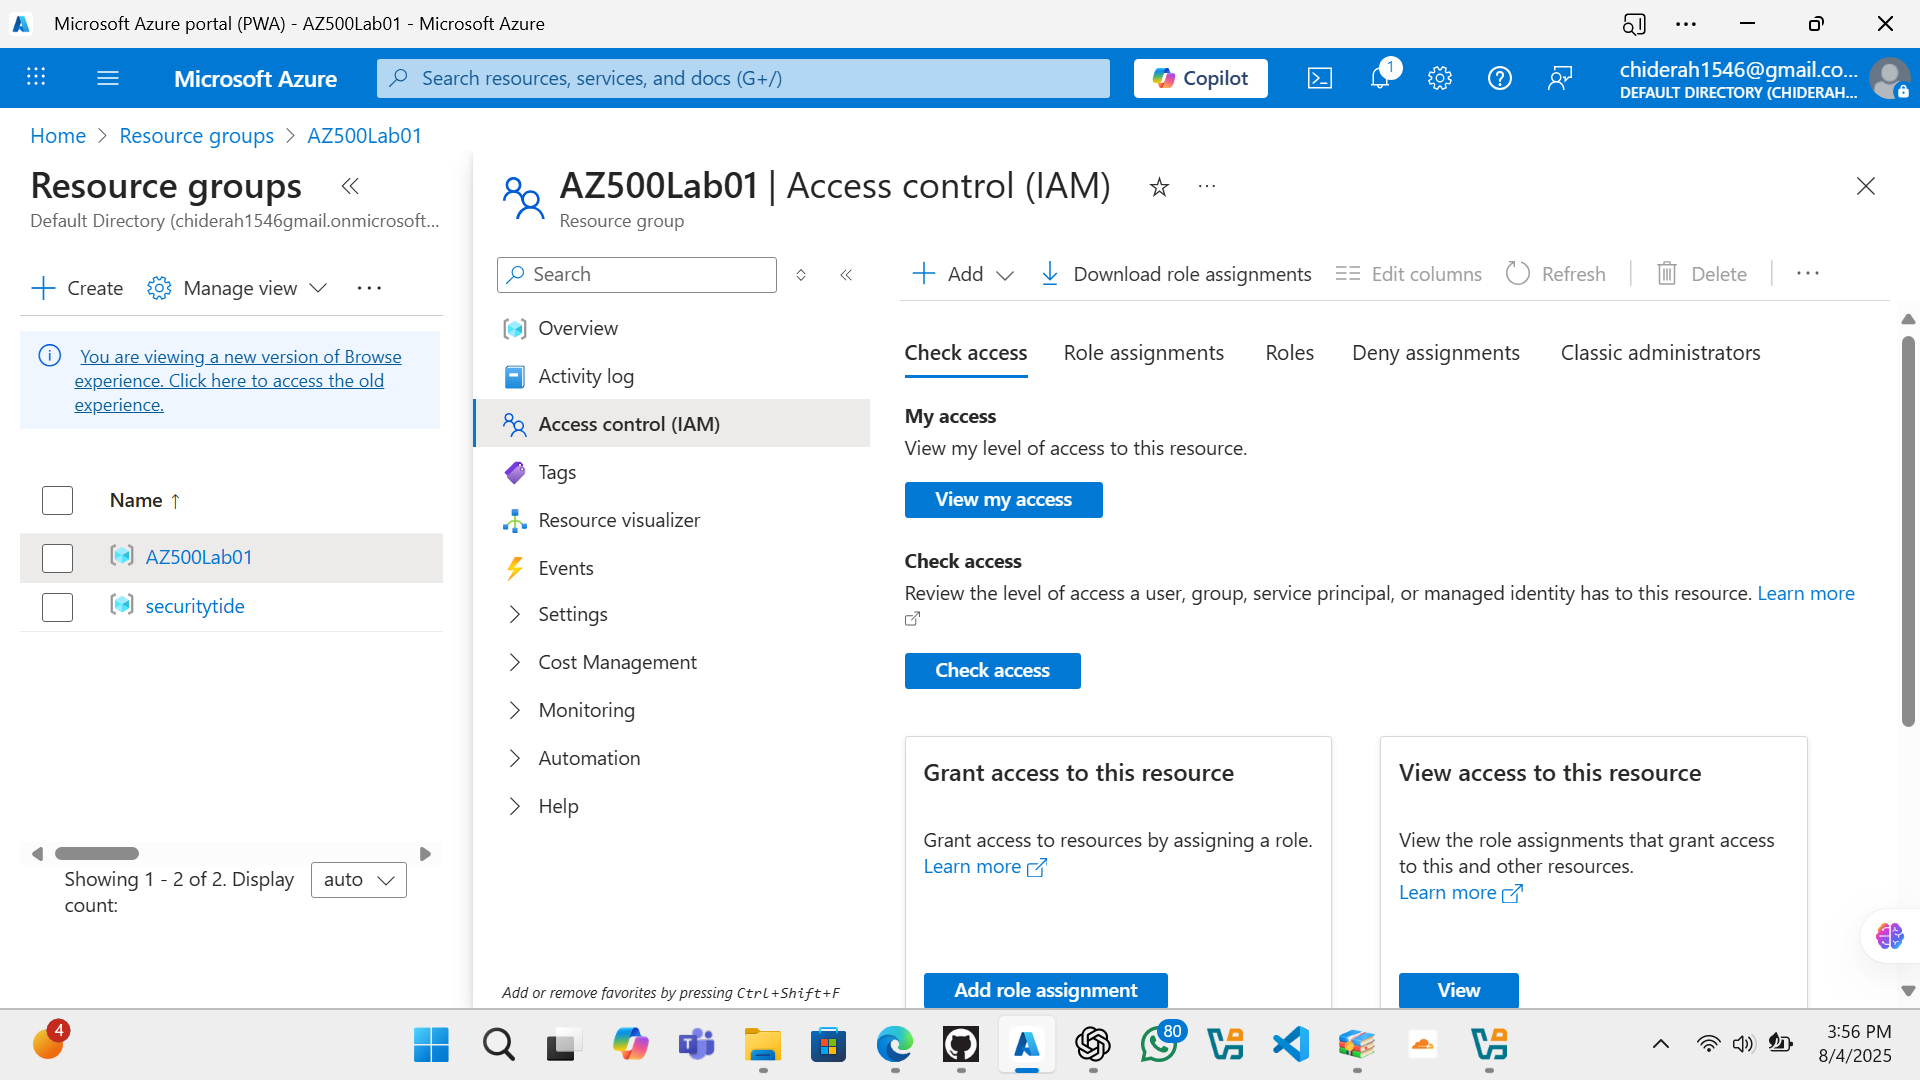 Microsoft Azure portal (PWA) - AZ500Lab01 - Microsoft Azure
Microsoft Azure
Search resources, services, and docs (G+/)
Copilot
1
chiderah1546@gmail.co...
DEFAULT DIRECTORY (CHIDERAH...
Home > Resource groups > AZ500Lab01
Resource groups
Default Directory (chiderah1546gmail.onmicrosoft...
Create
Manage view
You are viewing a new version of Browse
experience. Click here to access the old
experience.
Name ↑
AZ500Lab01
securitytide
Showing 1 - 2 of 2. Display
count:
auto
AZ500Lab01 | Access control (IAM)
Resource group
Search
Overview
Activity log
Access control (IAM)
Tags
Resource visualizer
Events
Settings
Cost Management
Monitoring
Automation
Help
Add or remove favorites by pressing Ctrl+Shift+F
Add
Download role assignments
Edit columns
Refresh
Delete
Check access
Role assignments
Roles
Deny assignments
Classic administrators
My access
View my level of access to this resource.
View my access
Check access
Review the level of access a user, group, service principal, or managed identity has to this resource. Learn more
Check access
Grant access to this resource
Grant access to resources by assigning a role.
Learn more
Add role assignment
View access to this resource
View the role assignments that grant access
to this and other resources.
Learn more
View
4
80
3:56 PM
8/4/2025